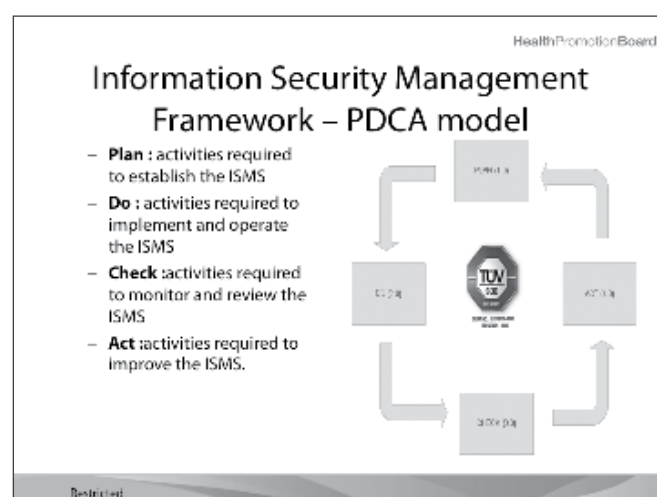 HealthPromotionBoard
Information Security Management
Framework – PDCA model
– Plan : activities required
to establish the ISMS
– Do : activities required to
implement and operate
the ISMS
– Check :activities required
to monitor and review the
ISMS
– Act :activities required to
improve the ISMS.
TUV
Restricted